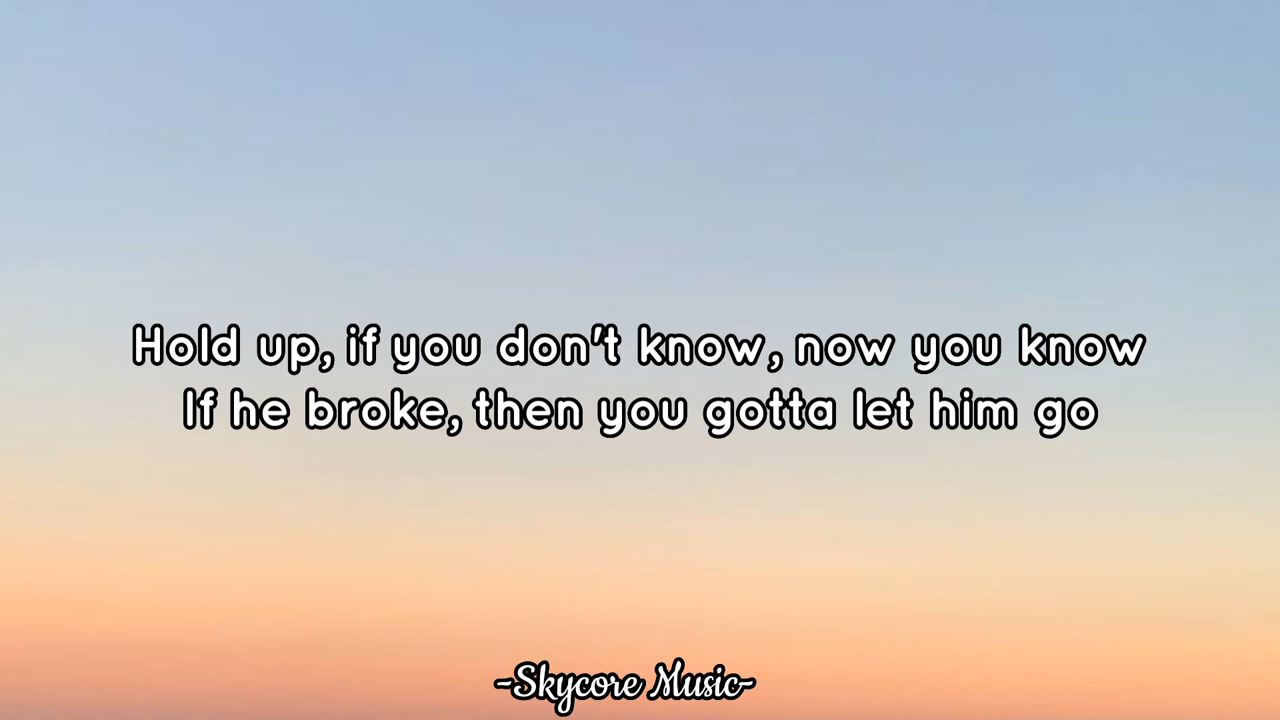 Hold up, if you don't know, now you know
If he broke, then you gotta let him go
-Skycore Music-